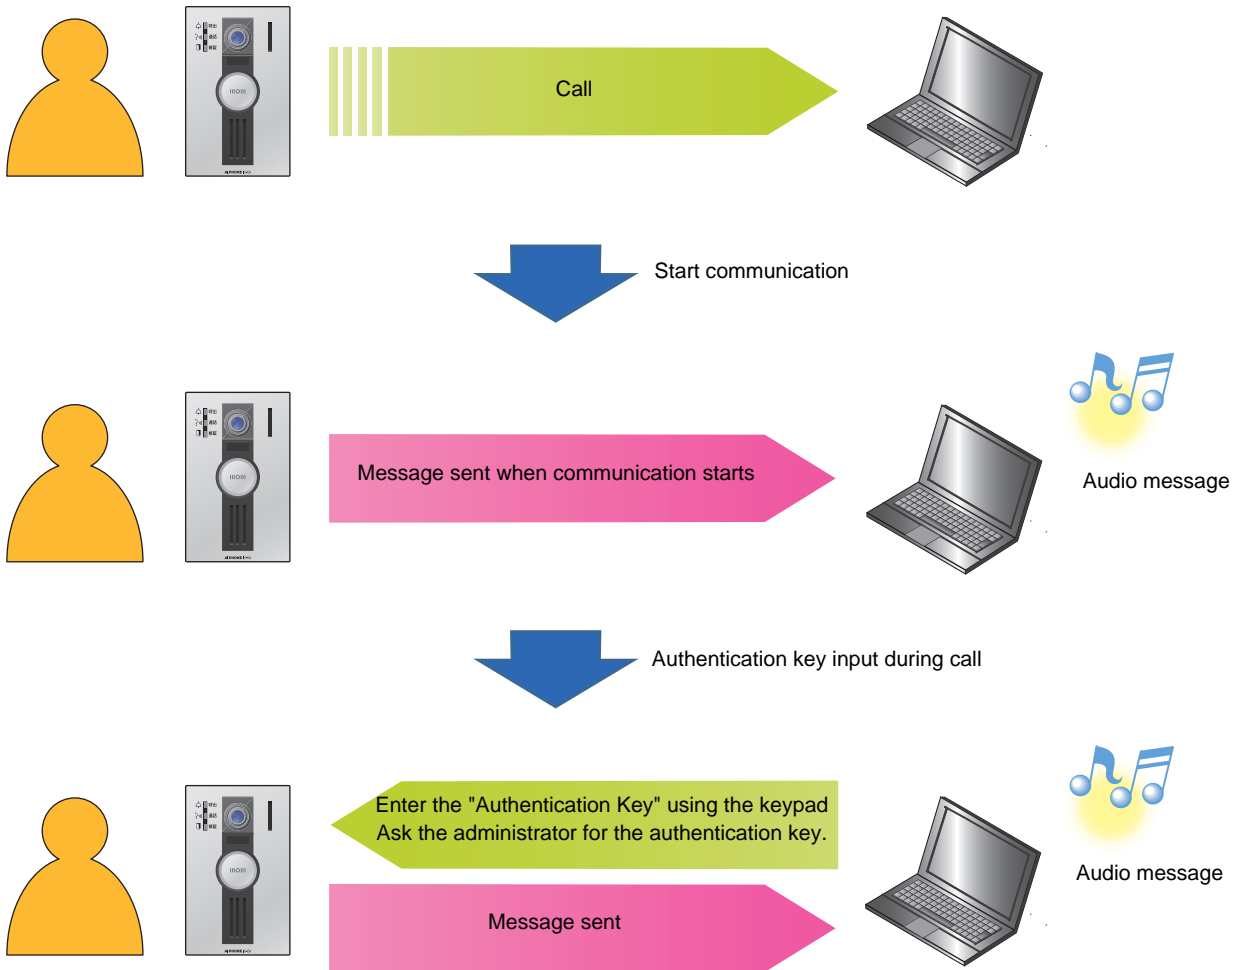 Call
Start communication
Message sent when communication starts
Audio message
Authentication key input during call
Enter the "Authentication Key" using the keypad
Ask the administrator for the authentication key.
Audio message
Message sent